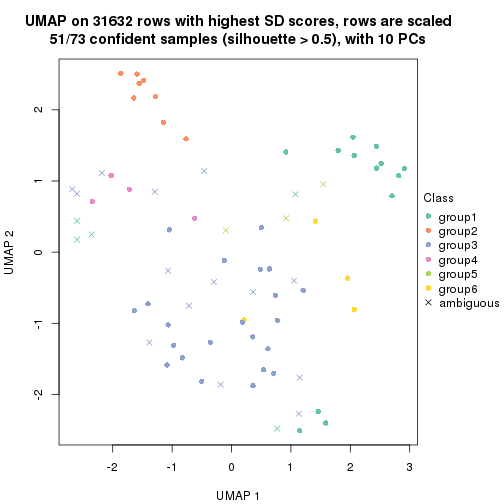 UMAP on 31632 rows with highest SD scores, rows are scaled
51/73 confident samples (silhouette > 0.5), with 10 PCs
2
1
0
-1
-2
UMAP 2
-2
-1
0
1
2
3
UMAP 1
Class
group1
group2
group3
group4
group5
group6
ambiguous